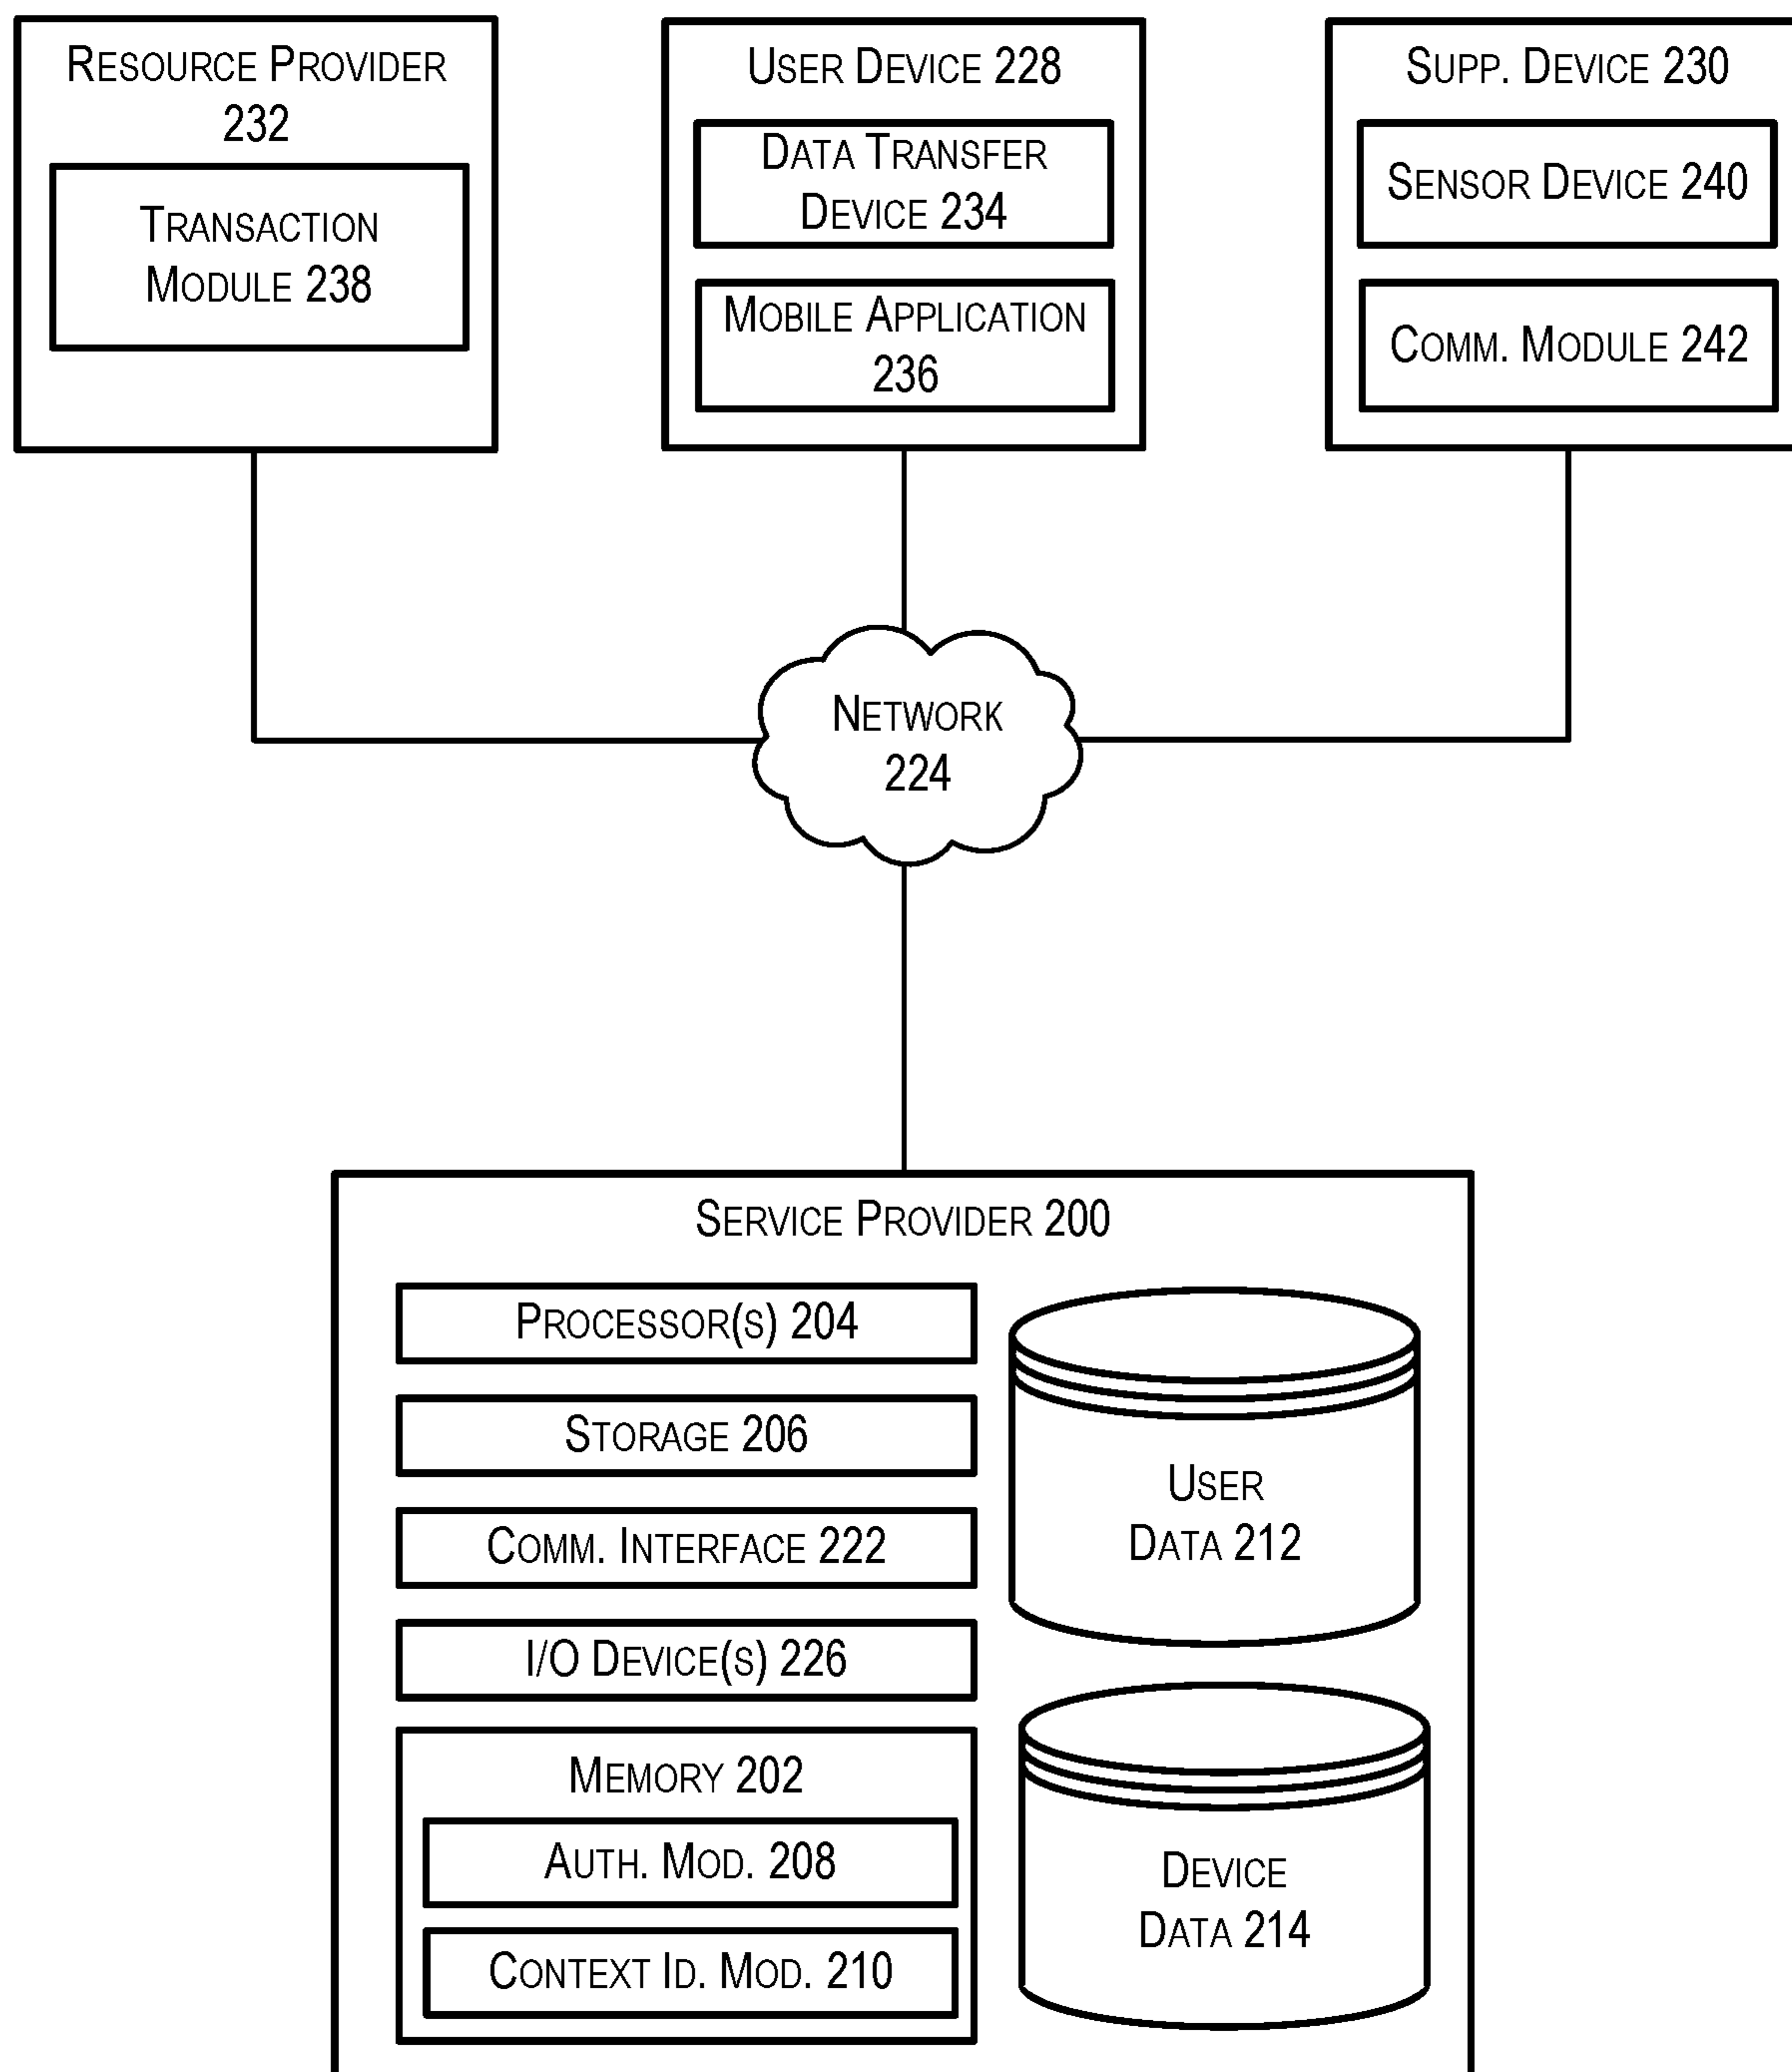 RESOURCE PROVIDER
232
TRANSACTION
MODULE 238
USER DEVICE 228
DATA TRANSFER
DEVICE 234
MOBILE APPLICATION
236
SUPP. DEVICE 230
SENSOR DEVICE 240
COMM. MODULE 242
NETWORK
224
SERVICE PROVIDER 200
PROCESSOR(S) 204
STORAGE 206
COMM. INTERFACE 222
I/O DEVICE(S) 226
MEMORY 202
AUTH. MOD. 208
CONTEXT ID. MOD. 210
USER
DATA 212
DEVICE
DATA 214